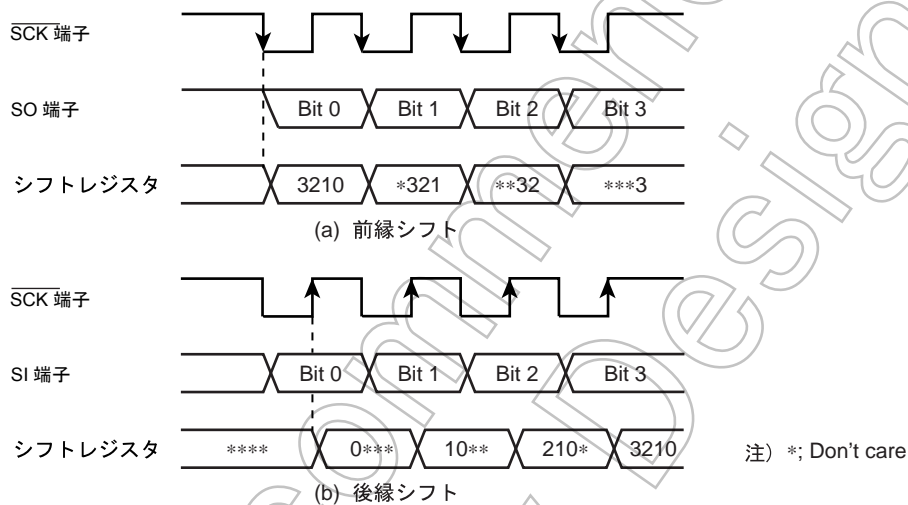 SCK 端子
SO 端子 Bit 0 Bit 1 Bit 2 Bit 3
シフトレジスタ 3210 *321 **32 ***3
(a) 前縁シフト
SCK 端子
SI 端子 Bit 0 Bit 1 Bit 2 Bit 3
シフトレジスタ **** 0*** 10** 210* 3210 注) *; Don't care
(b) 後縁シフト